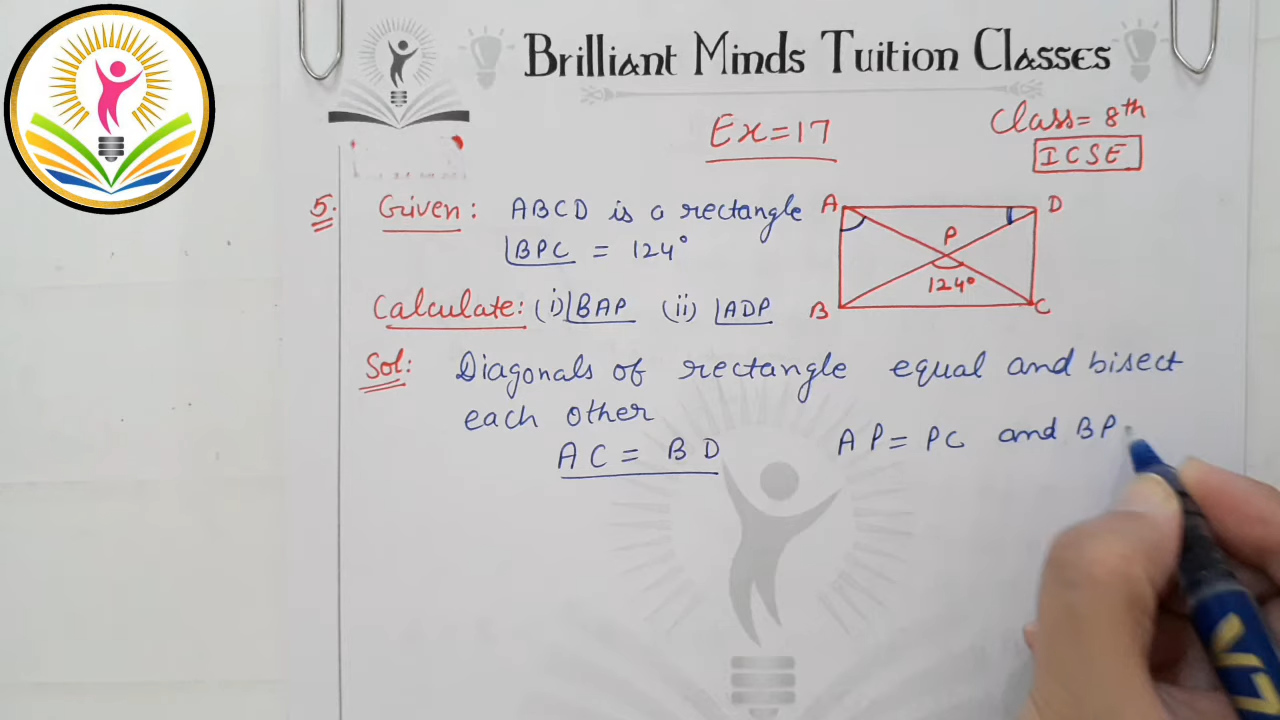 Brilliant Minds Tuition Classes
Ex=17
Class= 8th
ICSE
5. Given: ABCD is a rectangle
∠BPC = 124°
Calculate: (i) ∠BAP (ii) ∠ADP
A D
P
124°
B C
Sol: Diagonals of rectangle equal and bisect
each other
AC = BD AP = PC and BP